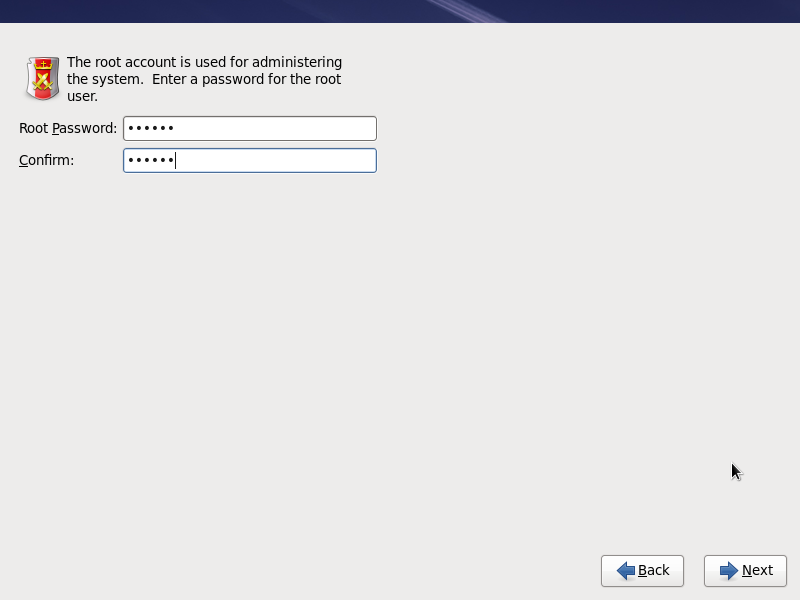 The root account is used for administering
the system.  Enter a password for the root
user.
Root Password: ••••••
Confirm: ••••••
Back Next